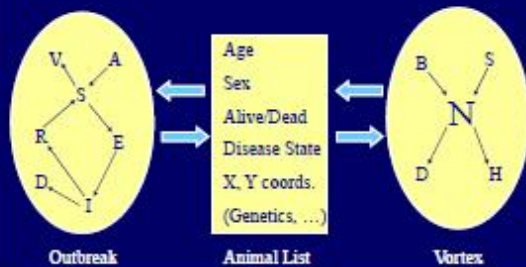 V
A
S
R
E
D
I
Outbreak
Age
Sex
Alive/Dead
Disease State
X, Y coords.
(Genetics, ...)
Animal List
B
S
N
D
H
Vortex